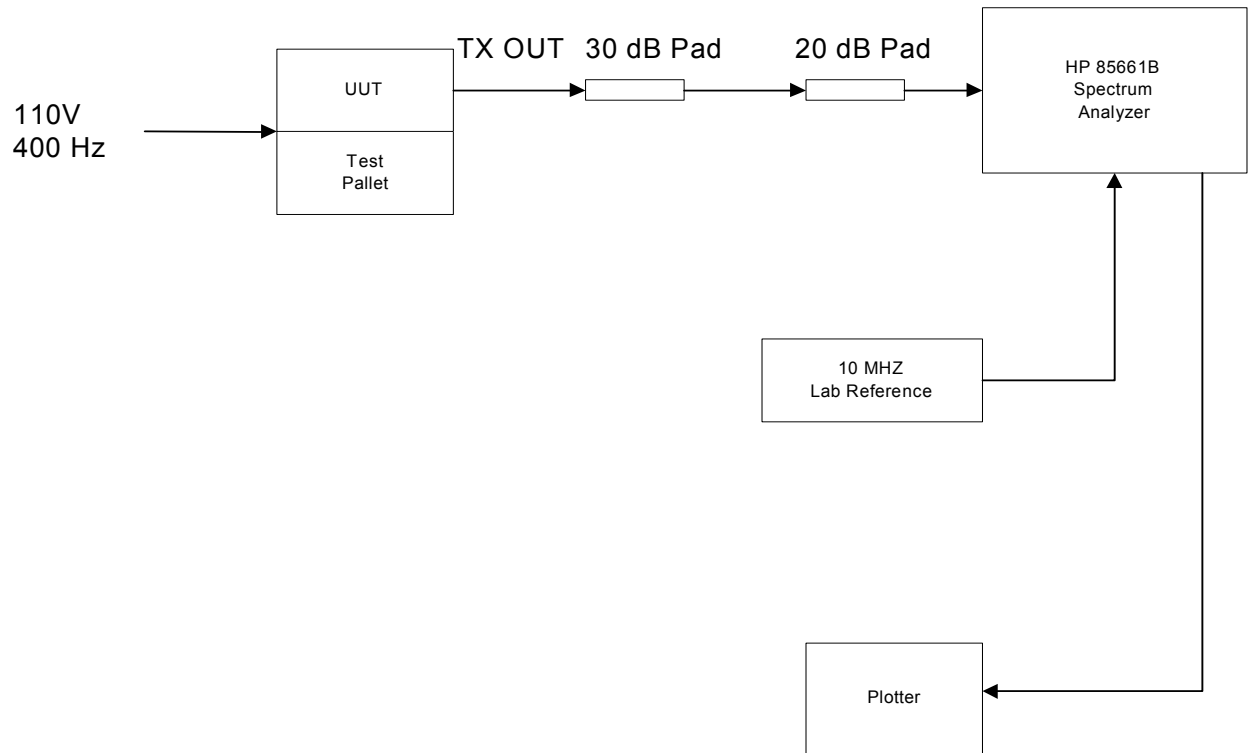 TX OUT
30 dB Pad
20 dB Pad
HP 85661B
Spectrum
Analyzer
UUT
110V
400 Hz
Test
Pallet
10 MHZ
Lab Reference
Plotter